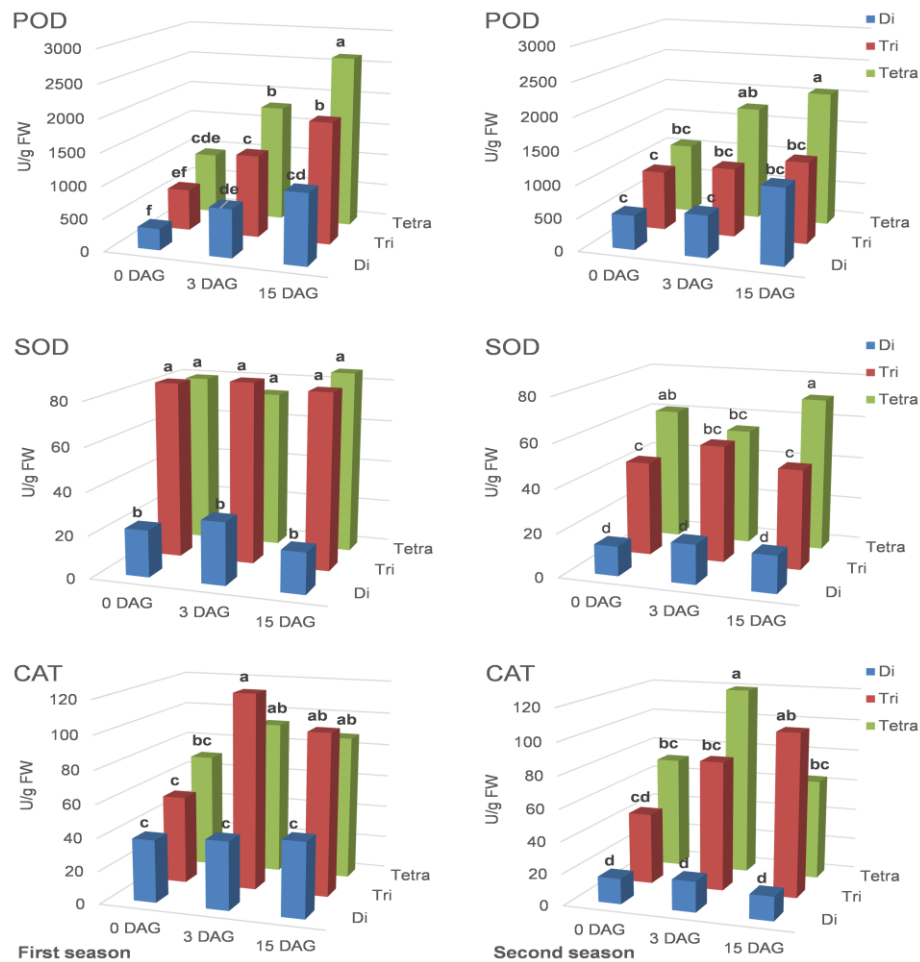 POD
3000
2500
2000
1500
1000
500
0
U/g FW
f
ef
cde
de
c
b
cd
b
a
0 DAG
3 DAG
15 DAG
Di
Tri
Tetra
POD
3000
2500
2000
1500
1000
500
0
U/g FW
c
c
bc
c
bc
ab
bc
bc
a
0 DAG
3 DAG
15 DAG
Di
Tri
Tetra
Di
Tri
Tetra
SOD
80
60
40
20
0
U/g FW
b
a
a
b
a
a
b
a
a
0 DAG
3 DAG
15 DAG
Di
Tri
Tetra
SOD
80
60
40
20
0
U/g FW
d
c
ab
d
bc
bc
d
c
a
0 DAG
3 DAG
15 DAG
Di
Tri
Tetra
Di
Tri
Tetra
CAT
120
100
80
60
40
20
0
U/g FW
c
c
bc
c
a
ab
c
ab
ab
0 DAG
3 DAG
15 DAG
Di
Tri
Tetra
First season
CAT
120
100
80
60
40
20
0
U/g FW
d
cd
bc
d
bc
a
d
ab
bc
0 DAG
3 DAG
15 DAG
Di
Tri
Tetra
Di
Tri
Tetra
Second season